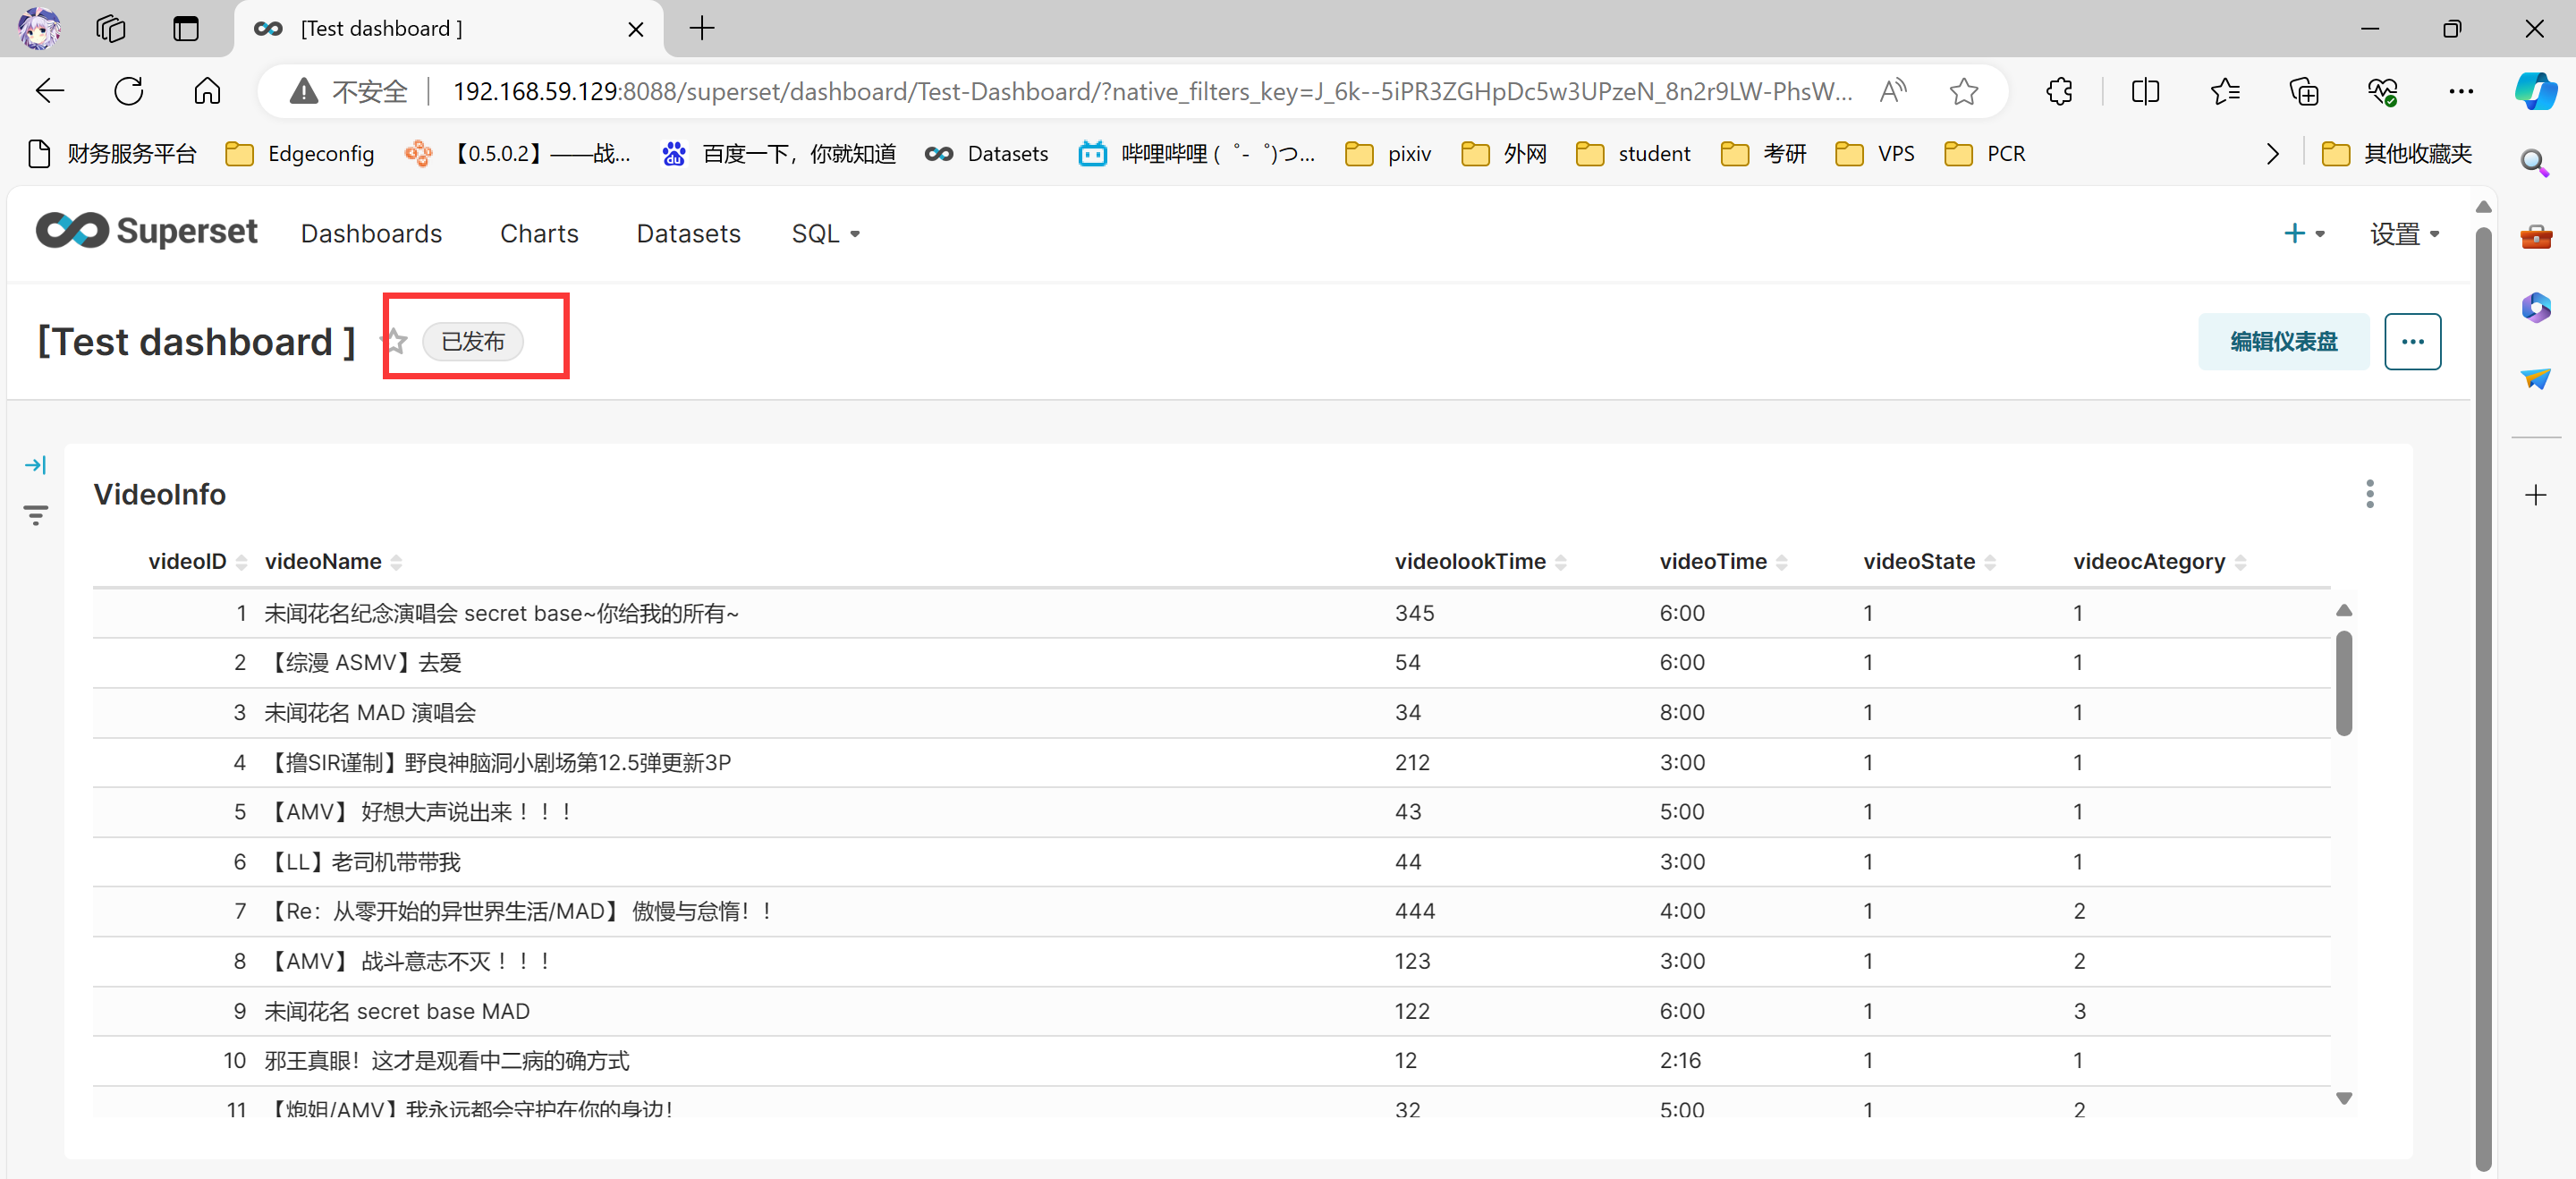 [Test dashboard ]
不安全 192.168.59.129:8088/superset/dashboard/Test-Dashboard/?native_filters_key=J_6k--5iPR3ZGHpDc5w3UPzeN_8n2r9LW-PhsW...
财务服务平台 Edgeconfig 【0.5.0.2】——战... 百度一下，你就知道 Datasets 哔哩哔哩 ( ゜- ゜)つ... pixiv 外网 student 考研 VPS PCR 其他收藏夹
Superset Dashboards Charts Datasets SQL 设置
[Test dashboard ] 已发布 编辑仪表盘
VideoInfo
videoID videoName videolookTime videoTime videoState videocAtegory
1 未闻花名纪念演唱会 secret base~你给我的所有~ 345 6:00 1 1
2 【综漫 ASMV】去爱 54 6:00 1 1
3 未闻花名 MAD 演唱会 34 8:00 1 1
4 【撸SIR谨制】野良神脑洞小剧场第12.5弹更新3P 212 3:00 1 1
5 【AMV】 好想大声说出来！！！ 43 5:00 1 1
6 【LL】老司机带带我 44 3:00 1 1
7 【Re：从零开始的异世界生活/MAD】 傲慢与怠惰！！ 444 4:00 1 2
8 【AMV】 战斗意志不灭！！！ 123 3:00 1 2
9 未闻花名 secret base MAD 122 6:00 1 3
10 邪王真眼！这才是观看中二病的确方式 12 2:16 1 1
11 【炮姐/AMV】我永远都会守护在你的身边！ 32 5:00 1 2